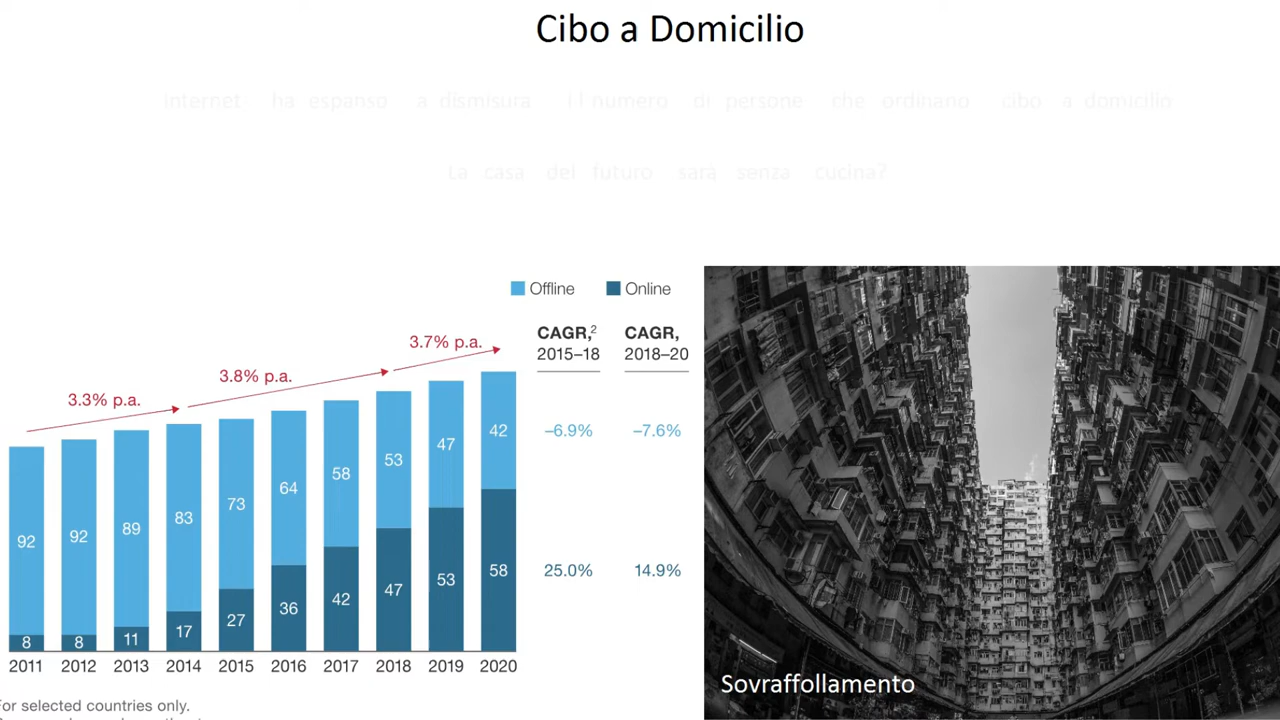 Cibo a Domicilio
internet ha espanso a dismisura il numero di persone che ordinano cibo a domicilio
La casa del futuro sarà senza cucina?
Offline Online
CAGR,2 CAGR,
2015–18 2018–20
3.7% p.a.
3.8% p.a.
3.3% p.a.
–6.9% –7.6%
25.0% 14.9%
92 92 89 83 73 64 58 53 47 42
8 8 11 17 27 36 42 47 53 58
2011 2012 2013 2014 2015 2016 2017 2018 2019 2020
For selected countries only.
Sovraffollamento